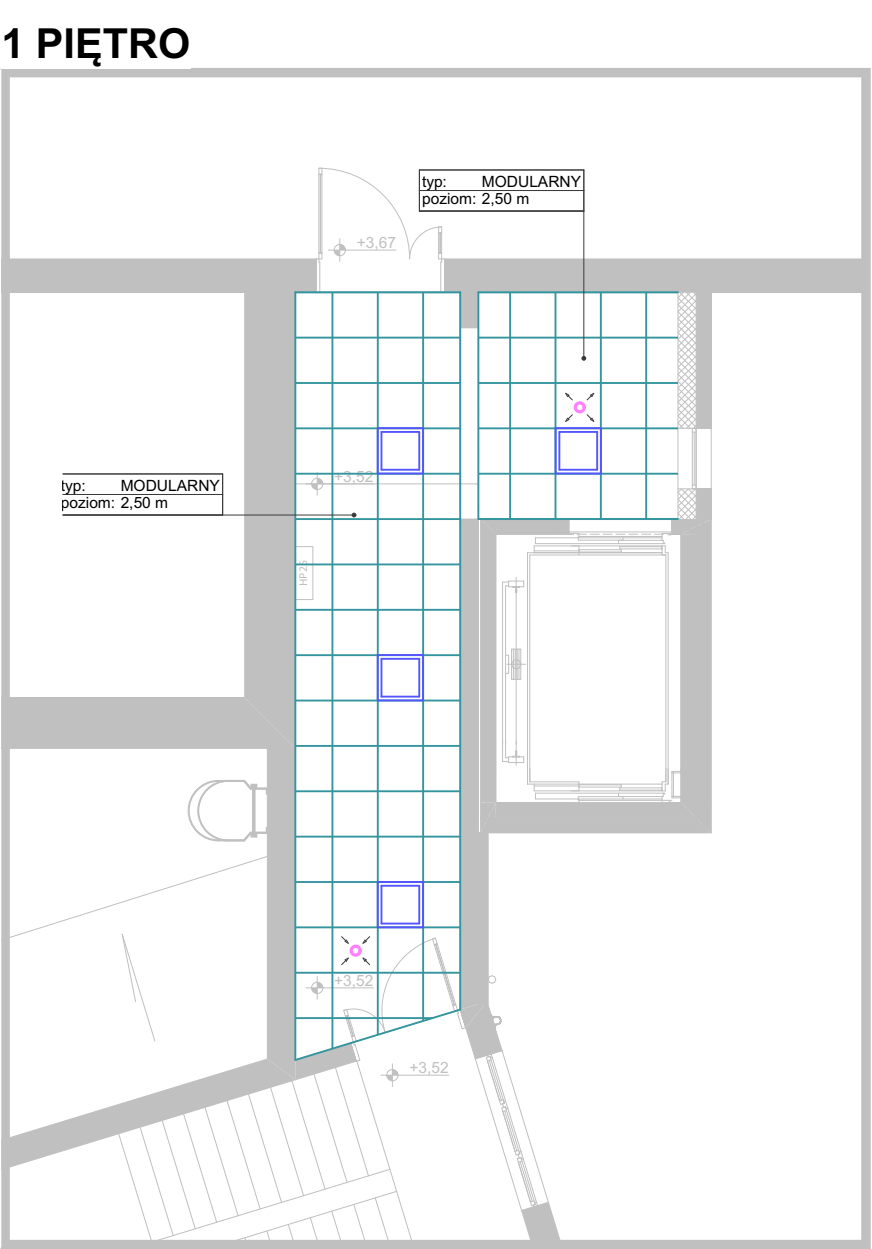 1 PIĘTRO
typ: MODULARNY
poziom: 2,50 m
+3,67
typ: MODULARNY
poziom: 2,50 m
+3,52
HP25
+3,52
+3,52